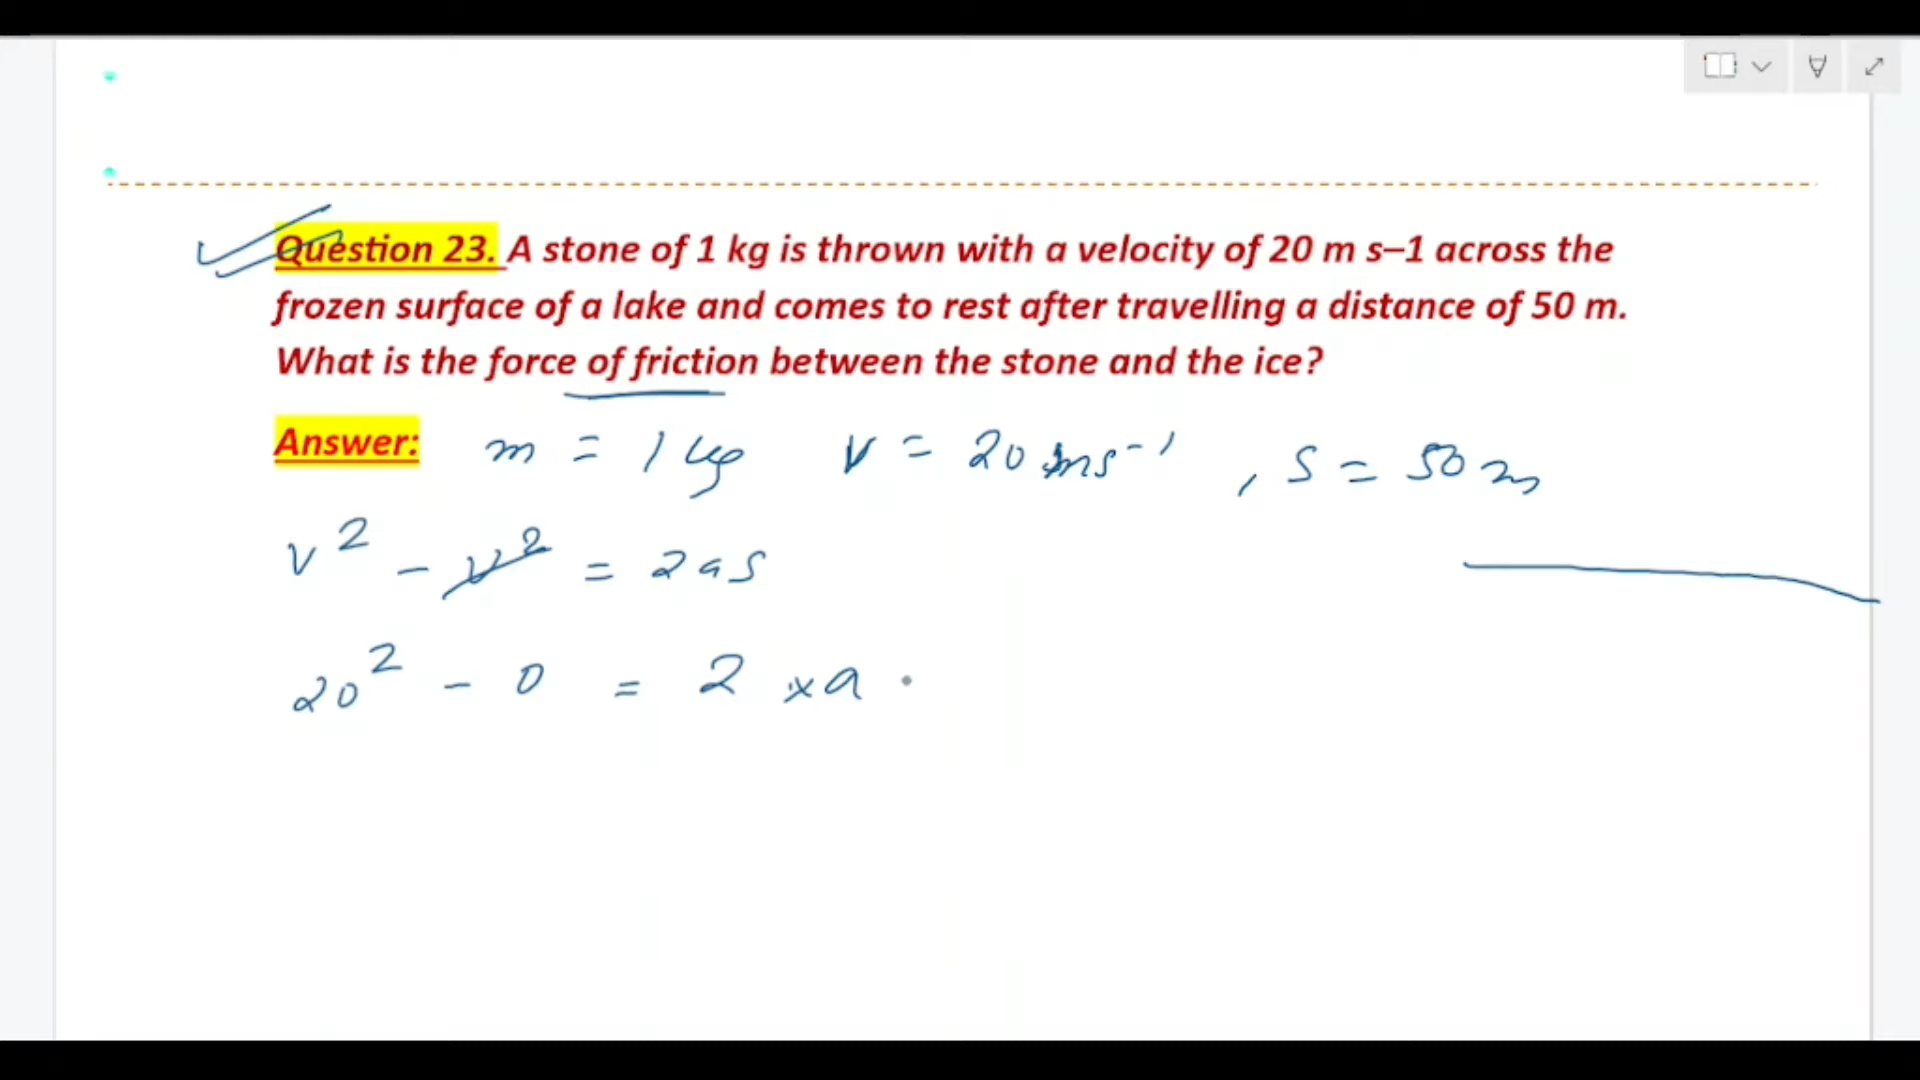 Question 23. A stone of 1 kg is thrown with a velocity of 20 m s–1 across the
frozen surface of a lake and comes to rest after travelling a distance of 50 m.
What is the force of friction between the stone and the ice?
Answer: m = 1 kg v = 20 ms⁻¹ , s = 50 m
v² - u² = 2as
20² - 0 = 2 × a